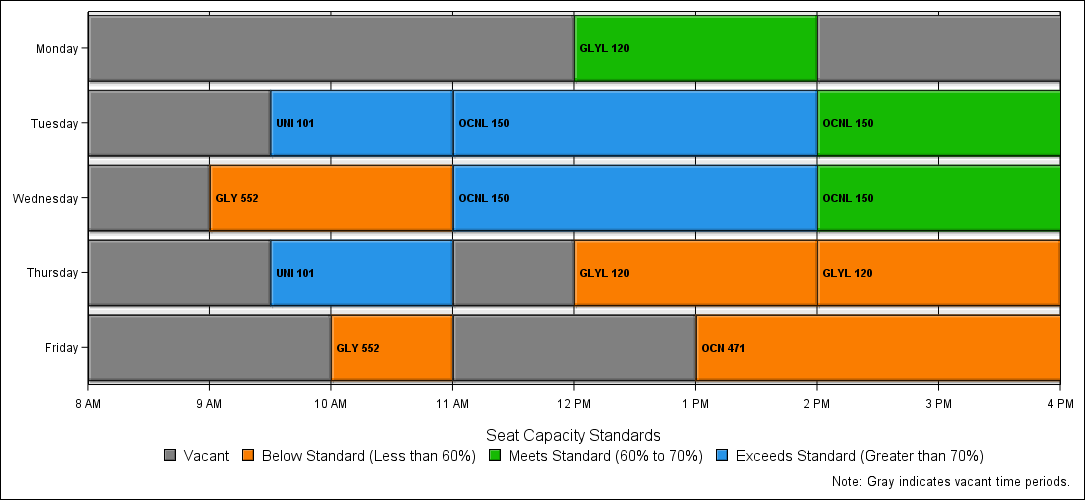 Monday GLYL 120
Tuesday UNI 101 OCNL 150 OCNL 150
Wednesday GLY 552 OCNL 150 OCNL 150
Thursday UNI 101 GLYL 120 GLYL 120
Friday GLY 552 OCN 471
8 AM 9 AM 10 AM 11 AM 12 PM 1 PM 2 PM 3 PM 4 PM
Seat Capacity Standards
Vacant Below Standard (Less than 60%) Meets Standard (60% to 70%) Exceeds Standard (Greater than 70%)
Note: Gray indicates vacant time periods.